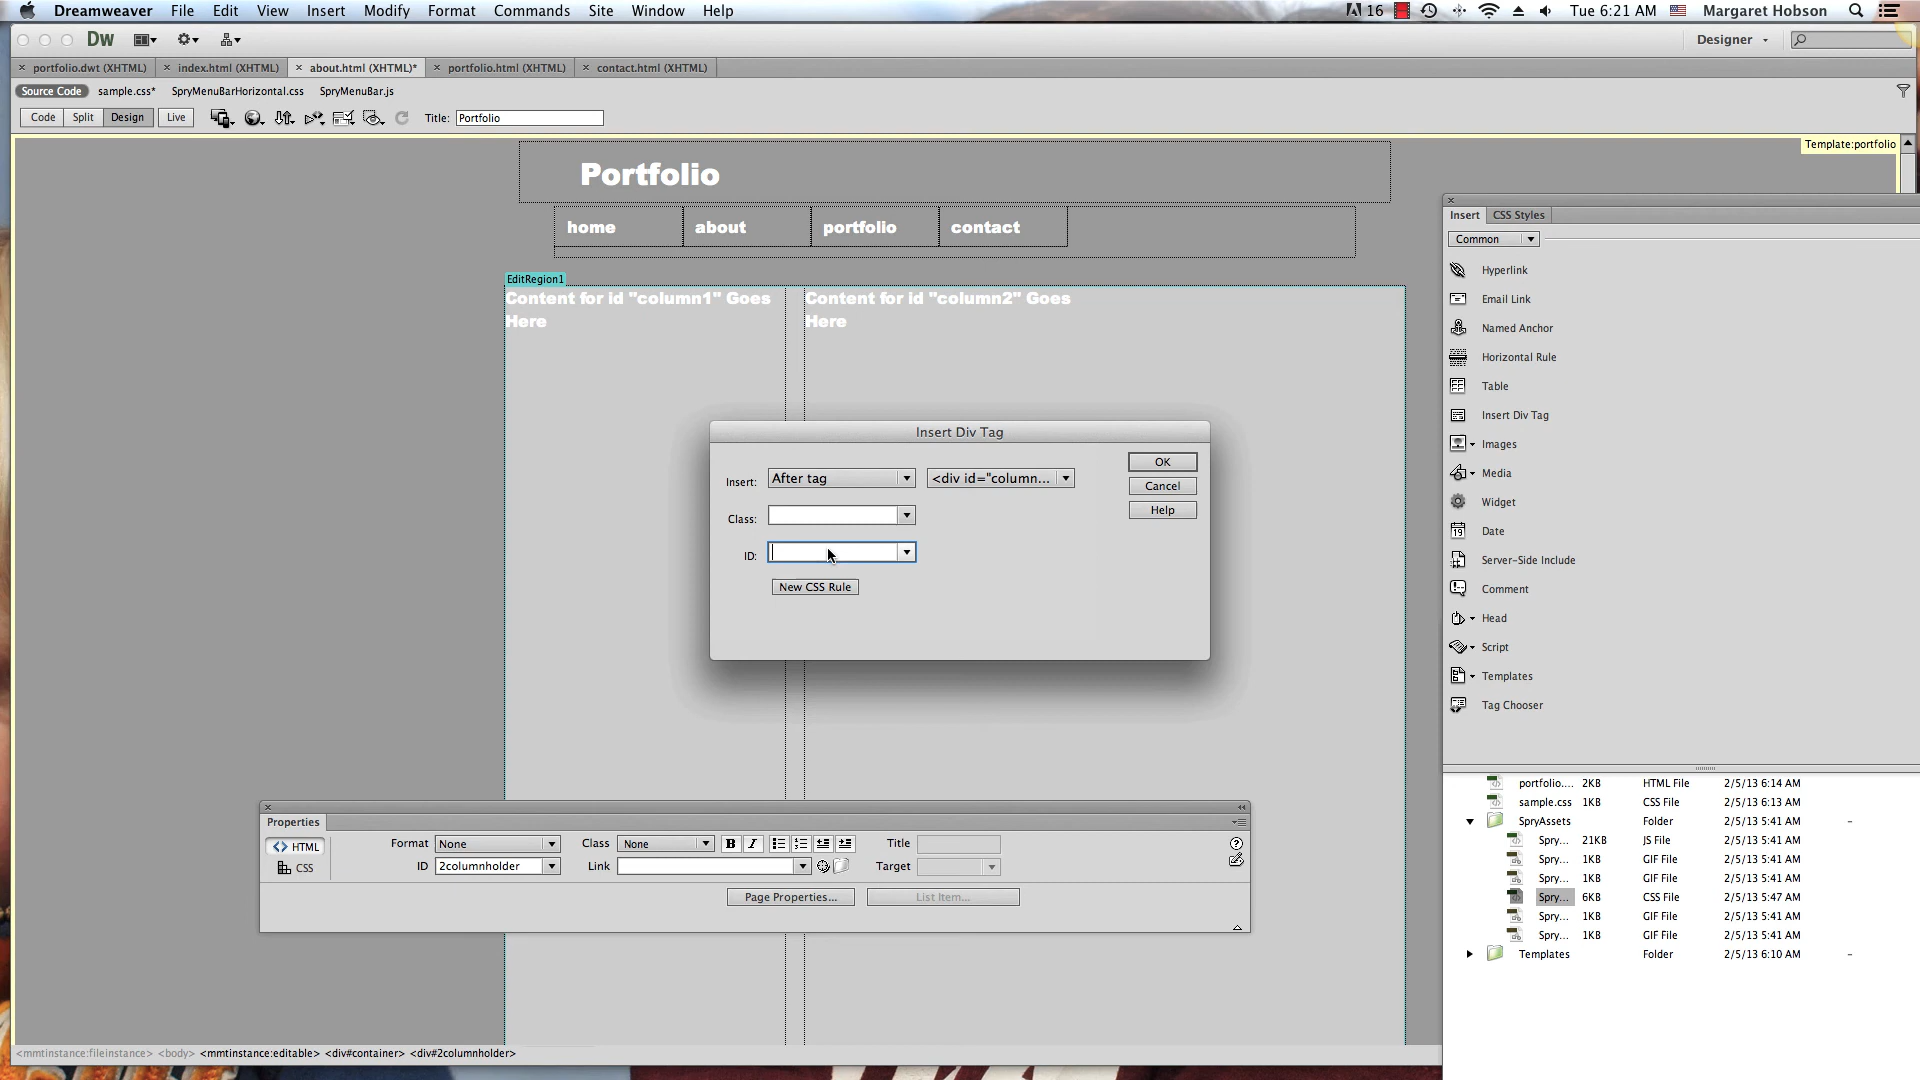 Dreamweaver File Edit View Insert Modify Format Commands Site Window Help 16 Tue 6:21 AM Margaret Hobson
Dw Designer
portfolio.dwt (XHTML) index.html (XHTML) about.html (XHTML)* portfolio.html (XHTML) contact.html (XHTML)
Source Code sample.css* SpryMenuBarHorizontal.css SpryMenuBar.js
Code Split Design Live Title: Portfolio
Template:portfolio
Portfolio
home about portfolio contact
EditRegion1
Content for id "column1" Goes
Here
Content for id "column2" Goes
Here
Insert Div Tag
Insert: After tag <div id="column...
Class:
ID:
New CSS Rule
OK
Cancel
Help
Insert CSS Styles
Common
Hyperlink
Email Link
Named Anchor
Horizontal Rule
Table
Insert Div Tag
Images
Media
Widget
19 Date
Server-Side Include
Comment
Head
Script
Templates
Tag Chooser
portfolio.... 2KB HTML File 2/5/13 6:14 AM
sample.css 1KB CSS File 2/5/13 6:13 AM
SpryAssets Folder 2/5/13 5:41 AM -
Spry... 21KB JS File 2/5/13 5:41 AM
Spry... 1KB GIF File 2/5/13 5:41 AM
Spry... 1KB GIF File 2/5/13 5:41 AM
Spry... 6KB CSS File 2/5/13 5:47 AM
Spry... 1KB GIF File 2/5/13 5:41 AM
Spry... 1KB GIF File 2/5/13 5:41 AM
Templates Folder 2/5/13 6:10 AM -
Properties
HTML Format None Class None B I Title
CSS ID 2columnholder Link Target
Page Properties... List Item...
<mmtinstance:fileinstance> <body> <mmtinstance:editable> <div#container> <div#2columnholder>